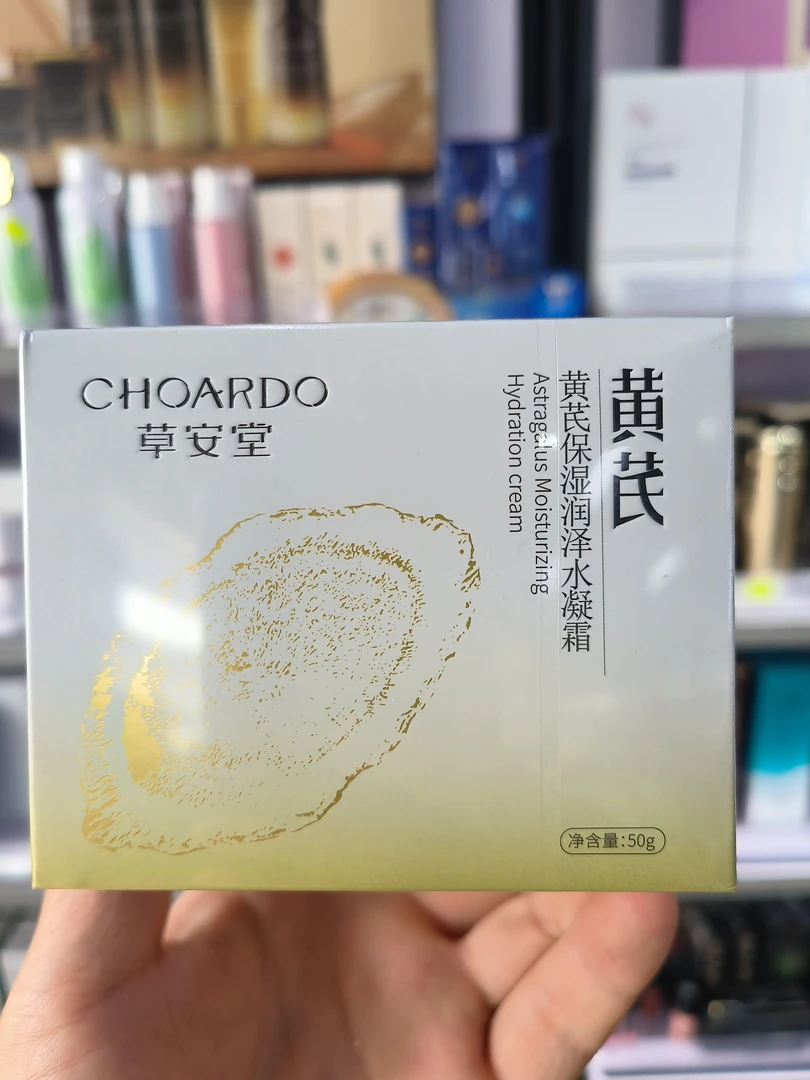 CHOARDO
草安堂
黄芪
黄芪保湿润泽水凝霜
Astragalus Moisturizing
Hydration cream
净含量:50g